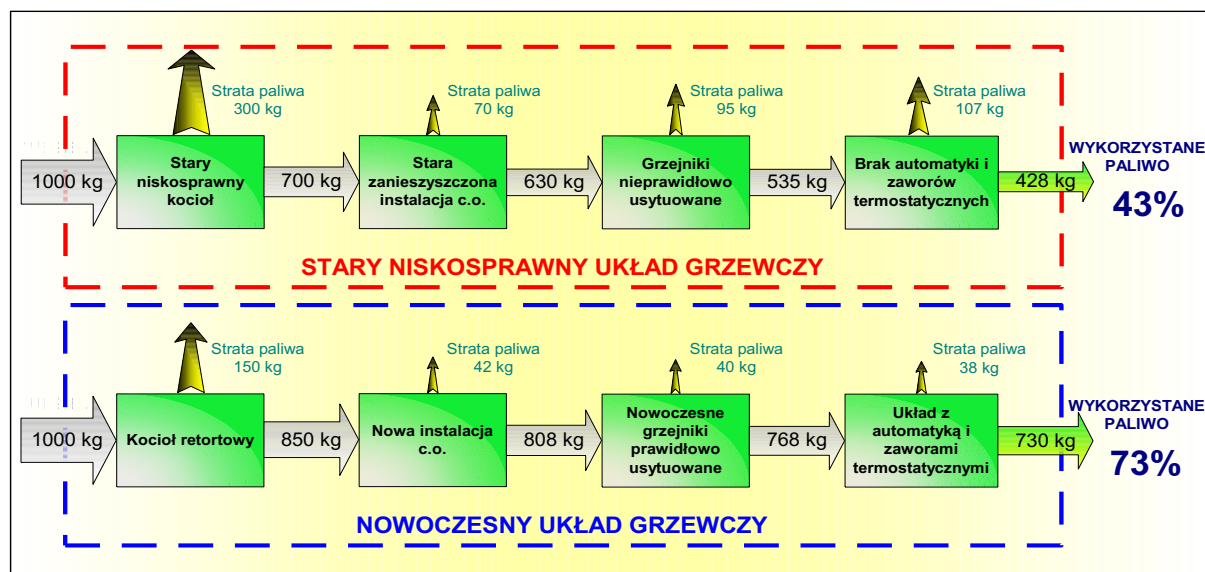 Strata paliwa
300 kg
Strata paliwa
70 kg
Strata paliwa
95 kg
Strata paliwa
107 kg
1000 kg
Stary
niskosprawny
kocioł
700 kg
Stara
zanieszyszczona
instalacja c.o.
630 kg
Grzejniki
nieprawidłowo
usytuowane
535 kg
Brak automatyki i
zaworów
termostatycznych
428 kg
WYKORZYSTANE
PALIWO
43%
STARY NISKOSPRAWNY UKŁAD GRZEWCZY
Strata paliwa
150 kg
Strata paliwa
42 kg
Strata paliwa
40 kg
Strata paliwa
38 kg
1000 kg
Kocioł retortowy
850 kg
Nowa instalacja
c.o.
808 kg
Nowoczesne
grzejniki
prawidłowo
usytuowane
768 kg
Układ z
automatyką i
zaworami
termostatycznymi
730 kg
WYKORZYSTANE
PALIWO
73%
NOWOCZESNY UKŁAD GRZEWCZY